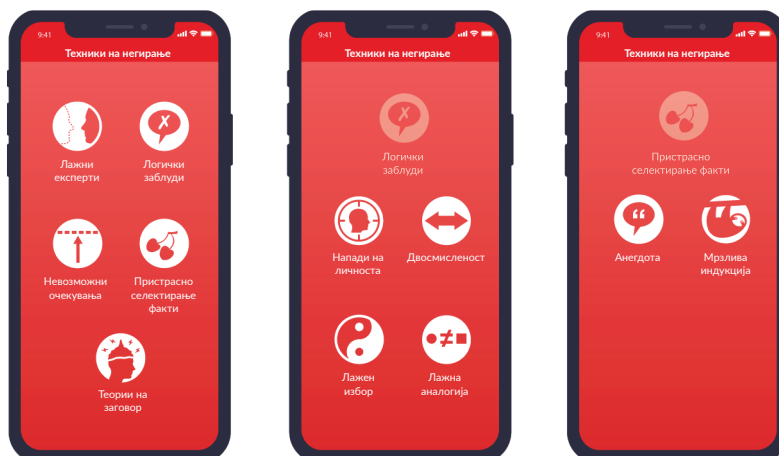 9:41
Техники на негирање
Лажни
експерти
Логички
заблуди
Невозможни
очекувања
Пристрасно
селектирање
факти
Теории на
заговор
9:41
Техники на негирање
Логички
заблуди
Напади на
личноста
Двосмисленост
Лажен
избор
Лажна
аналогија
9:41
Техники на негирање
Пристрасно
селектирање факти
Анегдота
Мрзлива
индукција